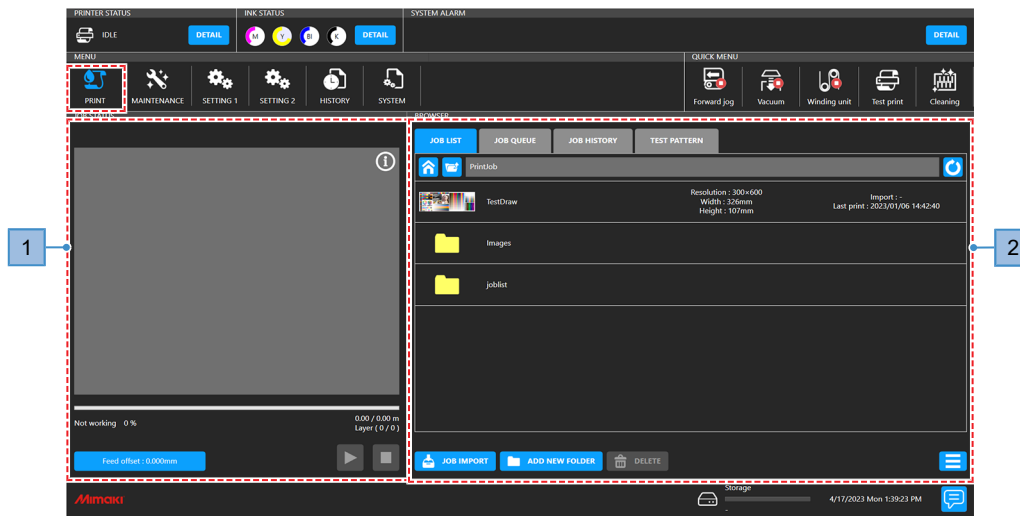 PRINTER STATUS
INK STATUS
SYSTEM ALARM
IDLE
DETAIL
M
Y
Bl
K
DETAIL
DETAIL
MENU
QUICK MENU
PRINT
MAINTENANCE
SETTING 1
SETTING 2
HISTORY
SYSTEM
Forward jog
Vacuum
Winding unit
Test print
Cleaning
JOB STATUS
BROWSER
JOB LIST
JOB QUEUE
JOB HISTORY
TEST PATTERN
PrintJob
TestDraw
Resolution : 300×600
Width : 326mm
Height : 107mm
Import : -
Last print : 2023/01/06 14:42:40
Images
joblist
1
2
Not working 0 %
0.00 / 0.00 m
Layer ( 0 / 0 )
Feed offset : 0.000mm
JOB IMPORT
ADD NEW FOLDER
DELETE
Mimaki
Storage
-
4/17/2023 Mon 1:39:23 PM